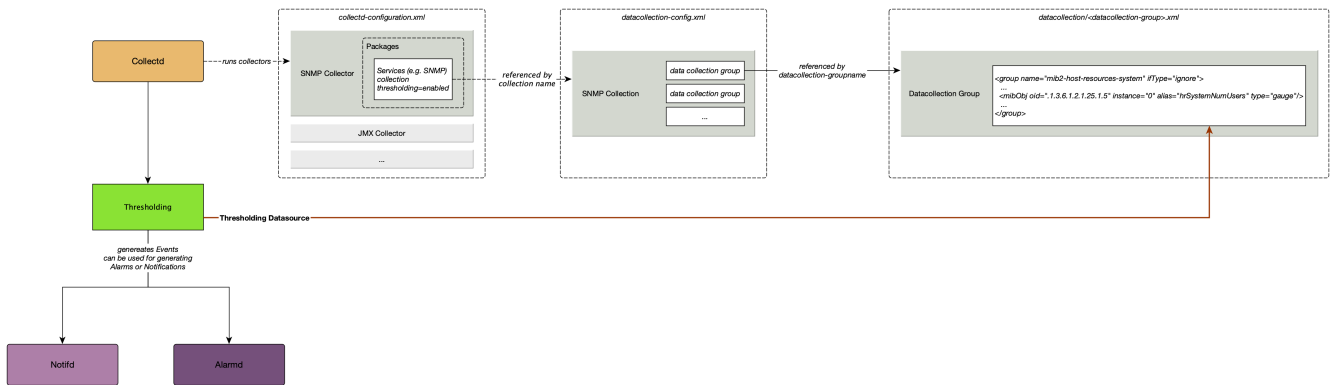 collectd-configuration.xml
Collectd
runs collectors
SNMP Collector
Packages
Services (e.g. SNMP)
collection
thresholding=enabled
JMX Collector
...
referenced by
collection name
datacollection-config.xml
SNMP Collection
data collection group
data collection group
...
referenced by
datacollection-groupname
datacollection/<datacollection-group>.xml
Datacollection Group
<group name="mib2-host-resources-system" ifType="ignore">
...
<mibObj oid=".1.3.6.1.2.1.25.1.5" instance="0" alias="hrSystemNumUsers" type="gauge"/>
...
</group>
Thresholding
Thresholding Datasource
genereates Events
can be used for generating
Alarms or Notifications
Notifd
Alarmd